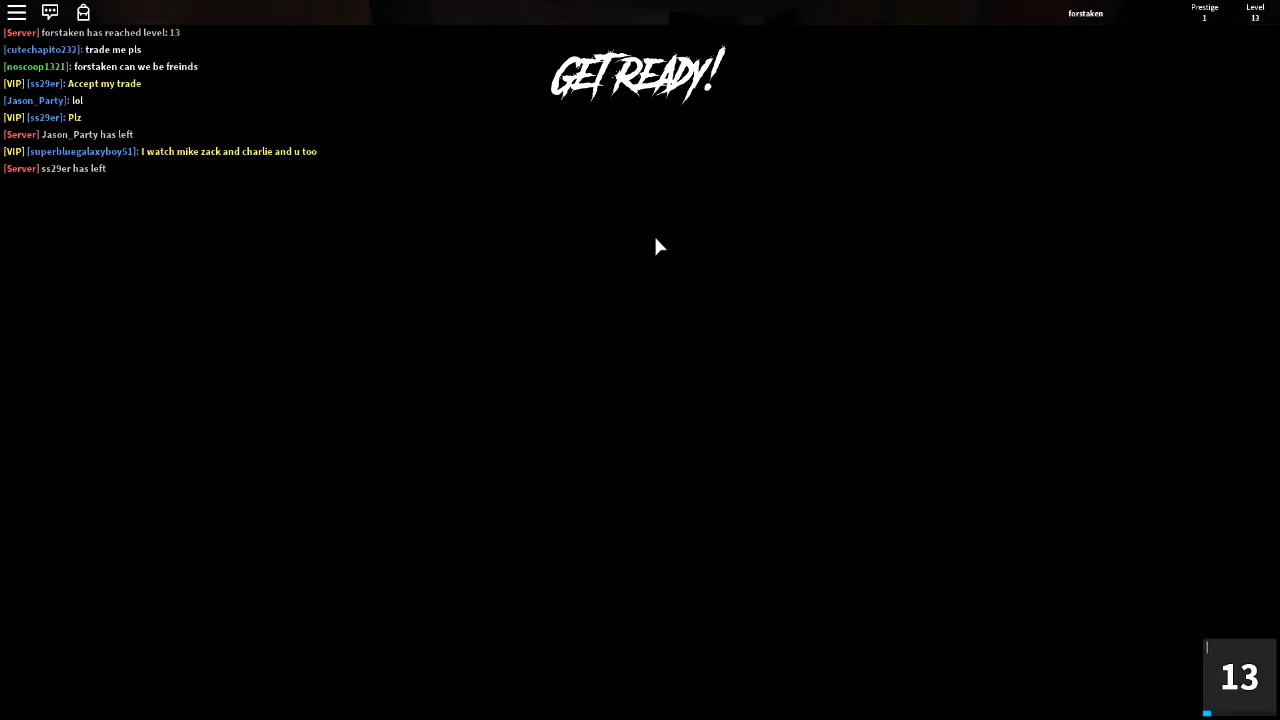 forstaken
Prestige
1
Level
13
[Server] forstaken has reached level: 13
[cutechapito232]: trade me pls
[noscoop1321]: forstaken can we be freinds
[VIP] [ss29er]: Accept my trade
[Jason_Party]: lol
[VIP] [ss29er]: Plz
[Server] Jason_Party has left
[VIP] [superbluegalaxyboy51]: I watch mike zack and charlie and u too
[Server] ss29er has left
GET READY!
13